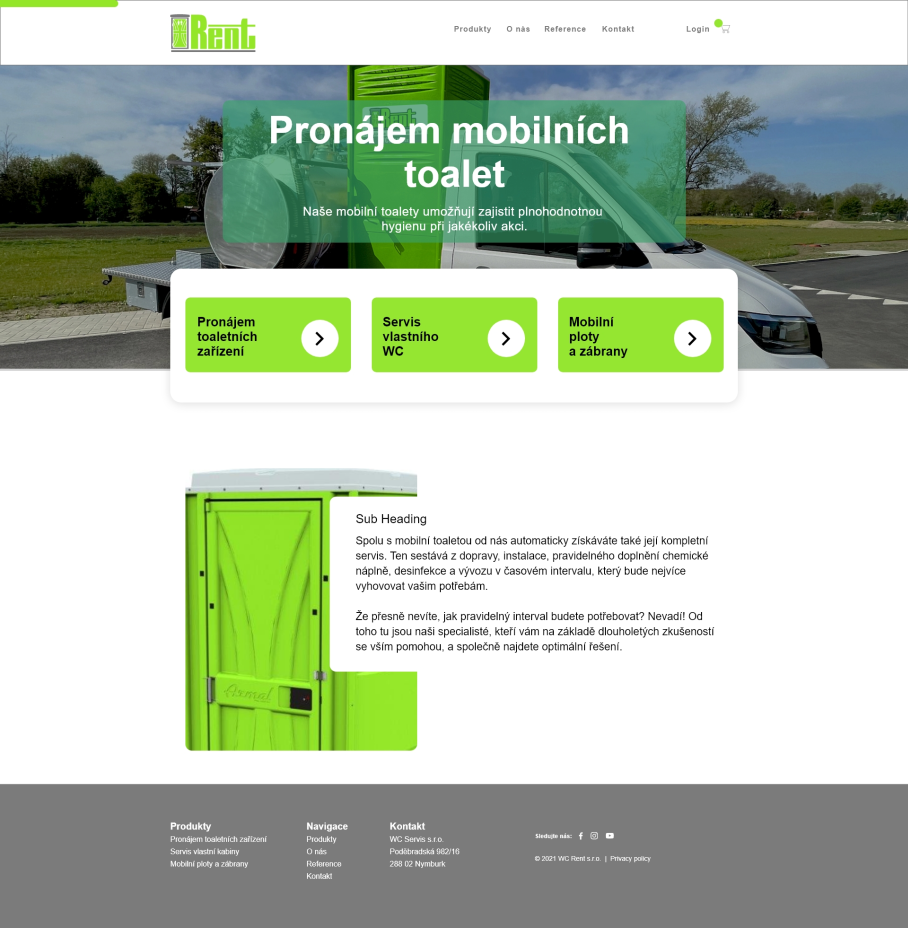 Rent
Produkty
O nás
Reference
Kontakt
Login
Rent
Pronájem mobilních
toalet
Naše mobilní toalety umožňují zajistit plnohodnotnou
hygienu při jakékoliv akci.
Pronájem
toaletních
zařízení
Servis
vlastního
WC
Mobilní
ploty
a zábrany
Sub Heading
Spolu s mobilní toaletou od nás automaticky získáváte také její kompletní
servis. Ten sestává z dopravy, instalace, pravidelného doplnění chemické
náplně, desinfekce a vývozu v časovém intervalu, který bude nejvíce
vyhovovat vašim potřebám.
Že přesně nevíte, jak pravidelný interval budete potřebovat? Nevadí! Od
toho tu jsou naši specialisté, kteří vám na základě dlouholetých zkušeností
se vším pomohou, a společně najdete optimální řešení.
Produkty
Pronájem toaletních zařízení
Servis vlastní kabiny
Mobilní ploty a zábrany
Navigace
Produkty
O nás
Reference
Kontakt
Kontakt
WC Servis s.r.o.
Poděbradská 982/16
288 02 Nymburk
Sledujte nás:
© 2021 WC Rent s.r.o. | Privacy policy